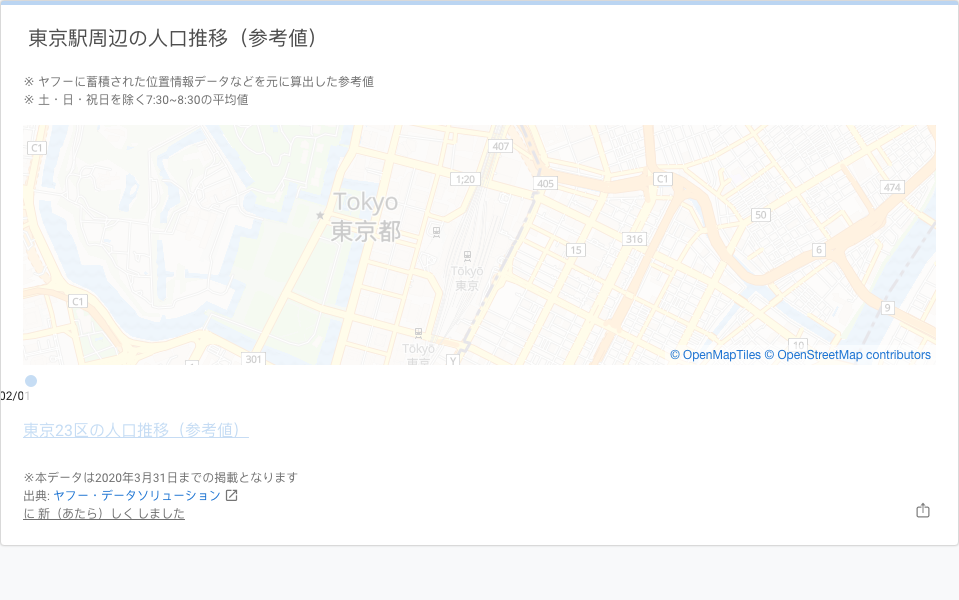 東京駅周辺の人口推移（参考値）
※ ヤフーに蓄積された位置情報データなどを元に算出した参考値
※ 土・日・祝日を除く7:30~8:30の平均値
C1
407
1;20
405
C1
474
Tokyo
東京都
50
316
15
6
Tōkyō
東京
C1
9
301
Tōkyō
東京
Y
10
© OpenMapTiles © OpenStreetMap contributors
02/01
東京23区の人口推移（参考値）
※本データは2020年3月31日までの掲載となります
出典: ヤフー・データソリューション
に 新（あたら）しく しました